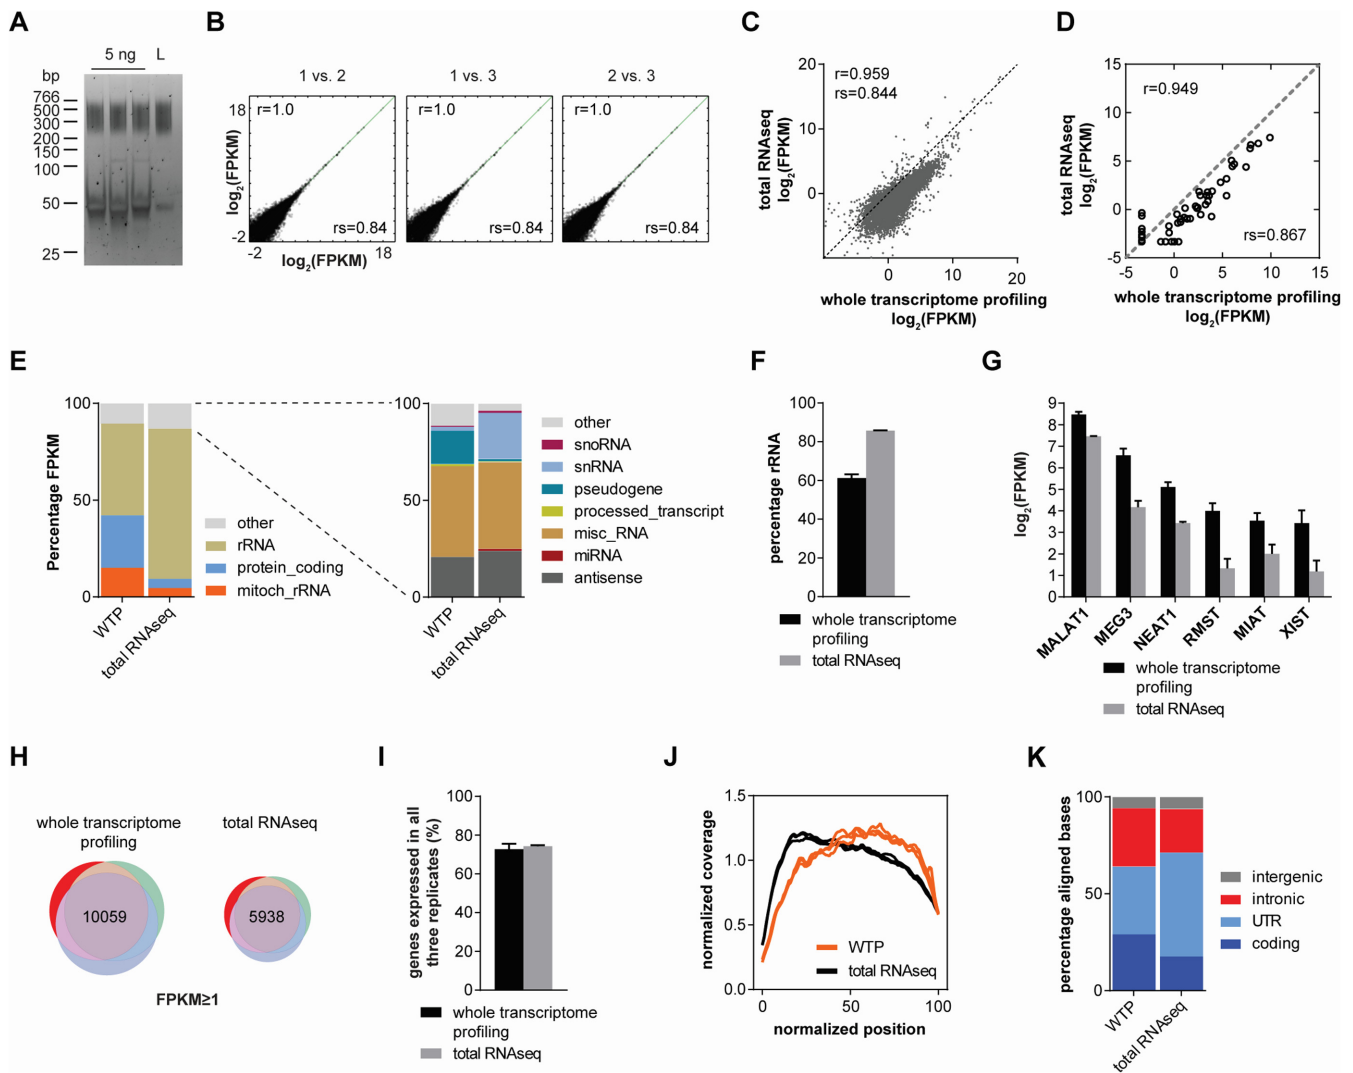 A
5 ng
L
bp
766
500
300
200
150
100
50
25
B
1 vs. 2
1 vs. 3
2 vs. 3
18
log2(FPKM)
-2
r=1.0
rs=0.84
r=1.0
rs=0.84
r=1.0
rs=0.84
-2
18
log2(FPKM)
C
total RNAseq
log2(FPKM)
20
10
0
r=0.959
rs=0.844
0
10
20
whole transcriptome profiling
log2(FPKM)
D
total RNAseq
log2(FPKM)
15
10
5
0
-5
r=0.949
rs=0.867
-5
0
5
10
15
whole transcriptome profiling
log2(FPKM)
E
Percentage FPKM
100
50
0
WTP
total RNAseq
other
rRNA
protein_coding
mitoch_rRNA
100
50
0
WTP
total RNAseq
other
snoRNA
snRNA
pseudogene
processed_transcript
misc_RNA
miRNA
antisense
F
percentage rRNA
100
80
60
40
20
0
whole transcriptome
profiling
total RNAseq
G
log2(FPKM)
9
8
7
6
5
4
3
2
1
0
MALAT1
MEG3
NEAT1
RMST
MIAT
XIST
whole transcriptome
profiling
total RNAseq
H
whole transcriptome
profiling
total RNAseq
10059
5938
FPKM≥1
I
genes expressed in all
three replicates (%)
100
80
60
40
20
0
whole transcriptome
profiling
total RNAseq
J
normalized coverage
1.5
1.0
0.5
0.0
WTP
total RNAseq
0
50
100
normalized position
K
percentage aligned bases
100
50
0
WTP
total RNAseq
intergenic
intronic
UTR
coding